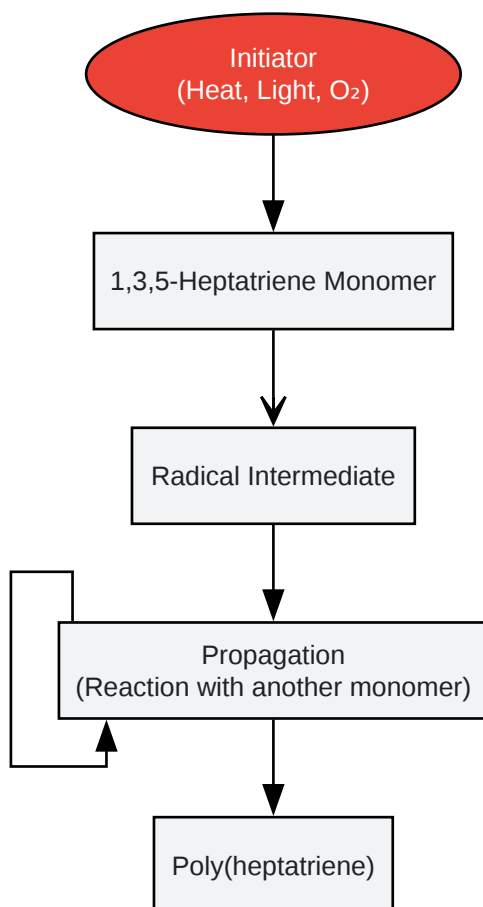 Initiator
(Heat, Light, O₂)
1,3,5-Heptatriene Monomer
Radical Intermediate
Propagation
(Reaction with another monomer)
Poly(heptatriene)